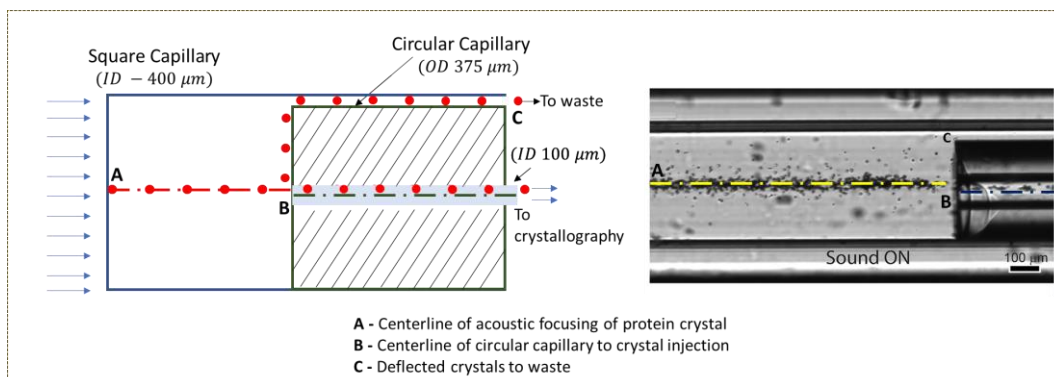 Square Capillary
(ID − 400 μm)
Circular Capillary
(OD 375 μm)
To waste
C
(ID 100 μm)
A
B
To
crystallography
A
C
B
Sound ON
100 μm
A - Centerline of acoustic focusing of protein crystal
B - Centerline of circular capillary to crystal injection
C - Deflected crystals to waste